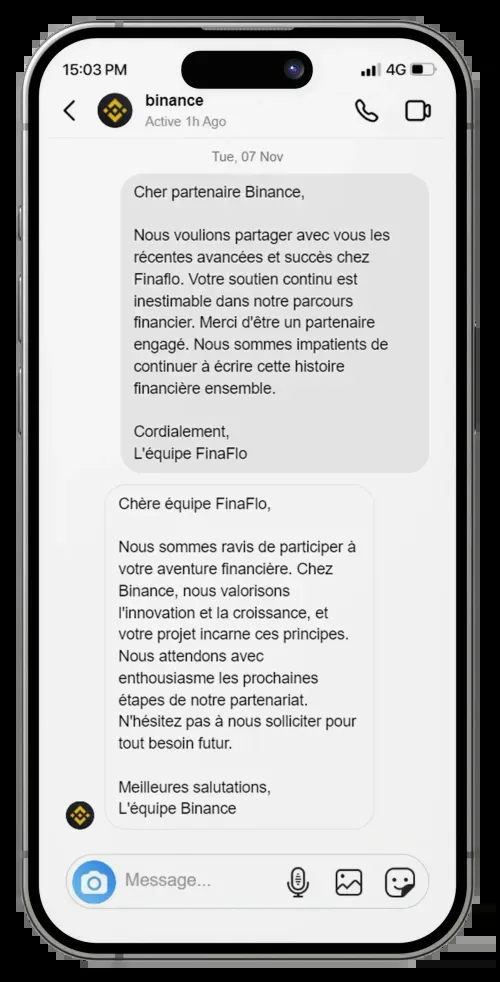 15:03 PM
4G
binance
Active 1h Ago
Tue, 07 Nov
Cher partenaire Binance,
Nous voulions partager avec vous les
récentes avancées et succès chez
Finaflo. Votre soutien continu est
inestimable dans notre parcours
financier. Merci d'être un partenaire
engagé. Nous sommes impatients de
continuer à écrire cette histoire
financière ensemble.
Cordialement,
L'équipe FinaFlo
Chère équipe FinaFlo,
Nous sommes ravis de participer à
votre aventure financière. Chez
Binance, nous valorisons
l'innovation et la croissance, et
votre projet incarne ces principes.
Nous attendons avec
enthousiasme les prochaines
étapes de notre partenariat.
N'hésitez pas à nous solliciter pour
tout besoin futur.
Meilleures salutations,
L'équipe Binance
Message...